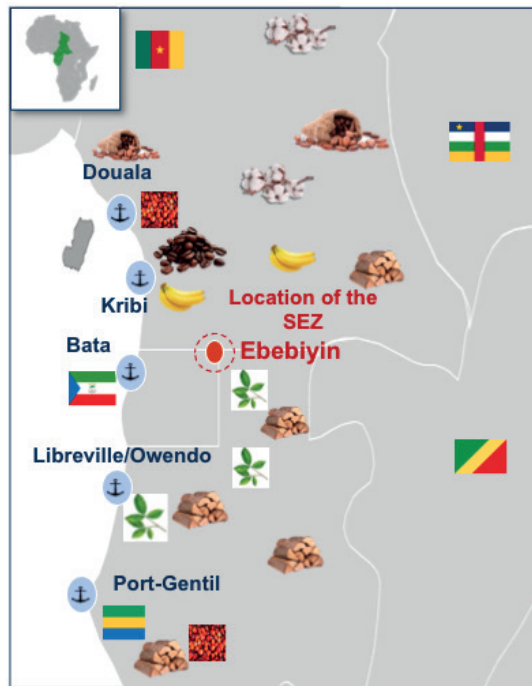 Douala
Kribi
Location of the
SEZ
Bata
Ebebiyin
Libreville/Owendo
Port-Gentil